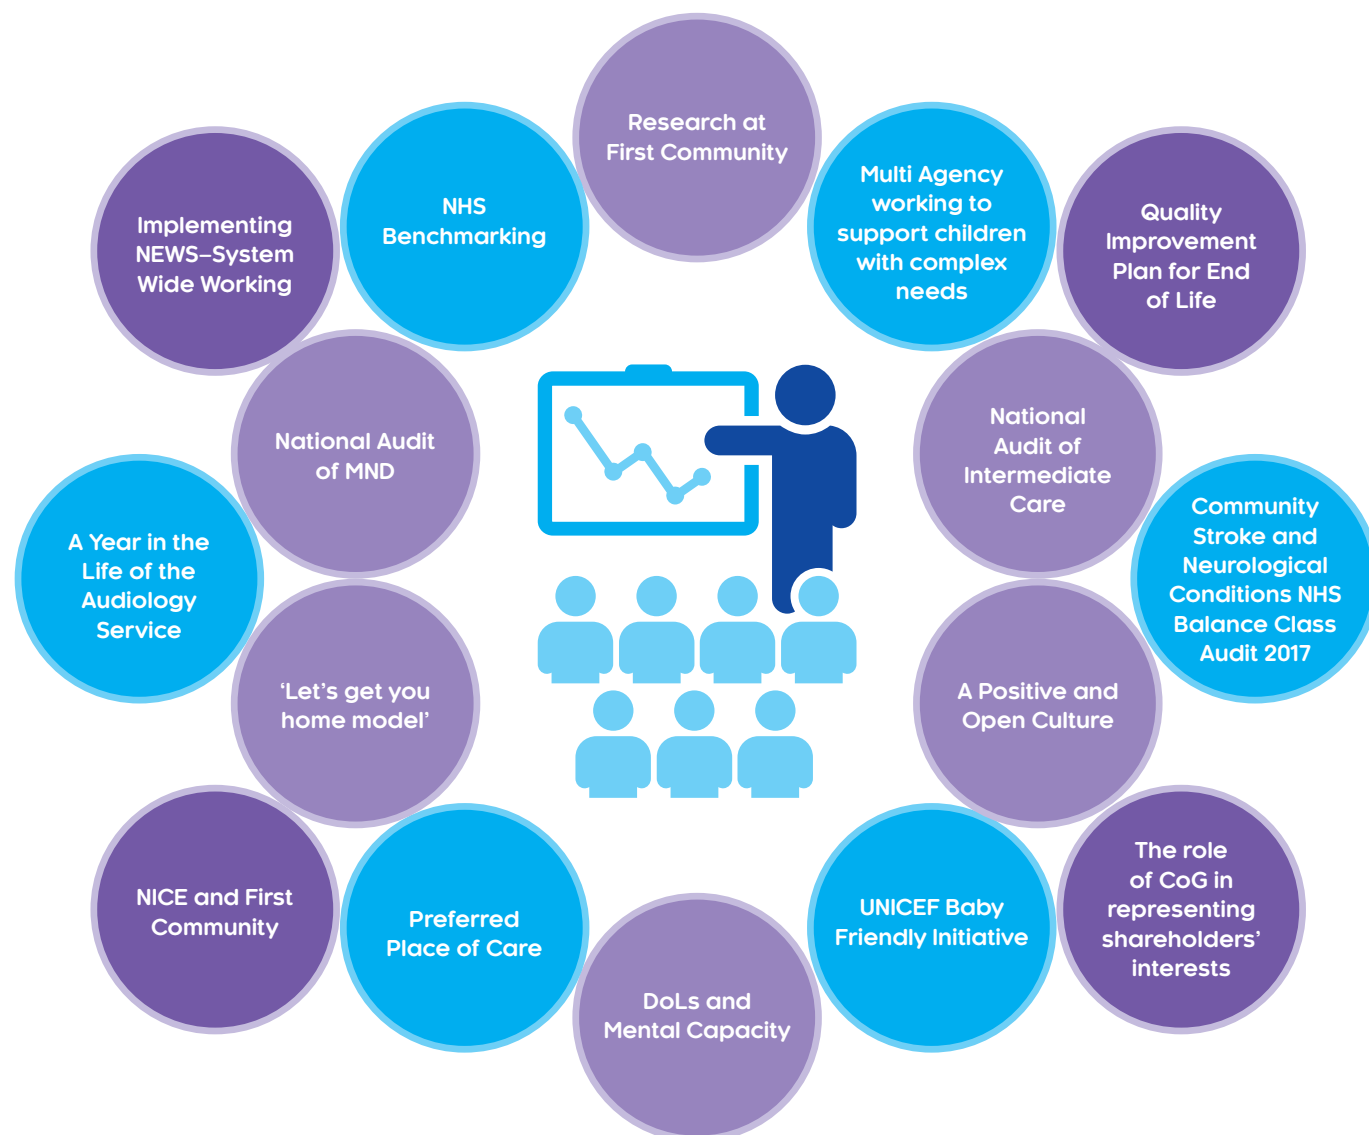 Research at
First Community
NHS
Benchmarking
Multi Agency
working to
support children
with complex
needs
Implementing
NEWS–System
Wide Working
Quality
Improvement
Plan for End
of Life
National Audit
of MND
National
Audit of
Intermediate
Care
A Year in the
Life of the
Audiology
Service
Community
Stroke and
Neurological
Conditions NHS
Balance Class
Audit 2017
‘Let’s get you
home model’
A Positive and
Open Culture
NICE and First
Community
Preferred
Place of Care
UNICEF Baby
Friendly Initiative
The role
of CoG in
representing
shareholders’
interests
DoLs and
Mental Capacity